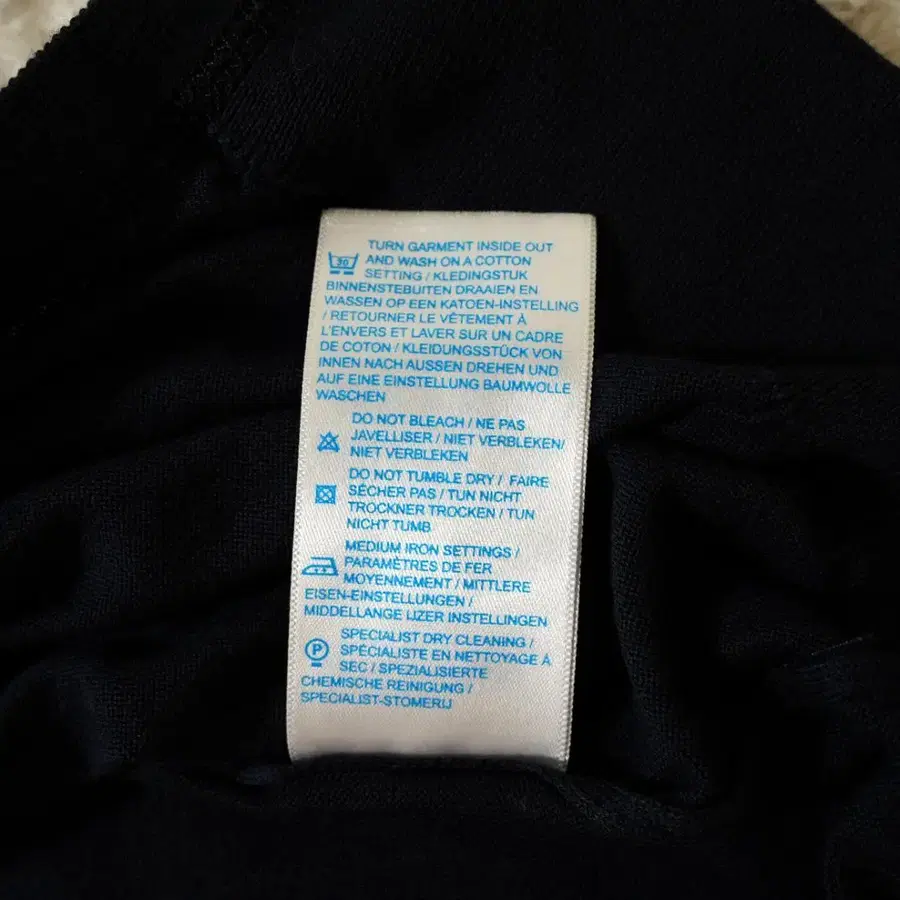 TURN GARMENT INSIDE OUT
30 AND WASH ON A COTTON
SETTING / KLEDINGSTUK
BINNENSTEBUITEN DRAAIEN EN
WASSEN OP EEN KATOEN-INSTELLING
/ RETOURNER LE VÊTEMENT À
L'ENVERS ET LAVER SUR UN CADRE
DE COTON / KLEIDUNGSSTÜCK VON
INNEN NACH AUSSEN DREHEN UND
AUF EINE EINSTELLUNG BAUMWOLLE
WASCHEN
DO NOT BLEACH / NE PAS
JAVELLISER / NIET VERBLEKEN/
NIET VERBLEKEN
DO NOT TUMBLE DRY / FAIRE
SÉCHER PAS / TUN NICHT
TROCKNER TROCKEN / TUN
NICHT TUMB
MEDIUM IRON SETTINGS /
PARAMÈTRES DE FER
MOYENNEMENT / MITTLERE
EISEN-EINSTELLUNGEN /
MIDDELLANGE IJZER INSTELLINGEN
SPECIALIST DRY CLEANING /
P SPÉCIALISTE EN NETTOYAGE À
SEC / SPEZIALISIERTE
CHEMISCHE REINIGUNG /
SPECIALIST-STOMERIJ